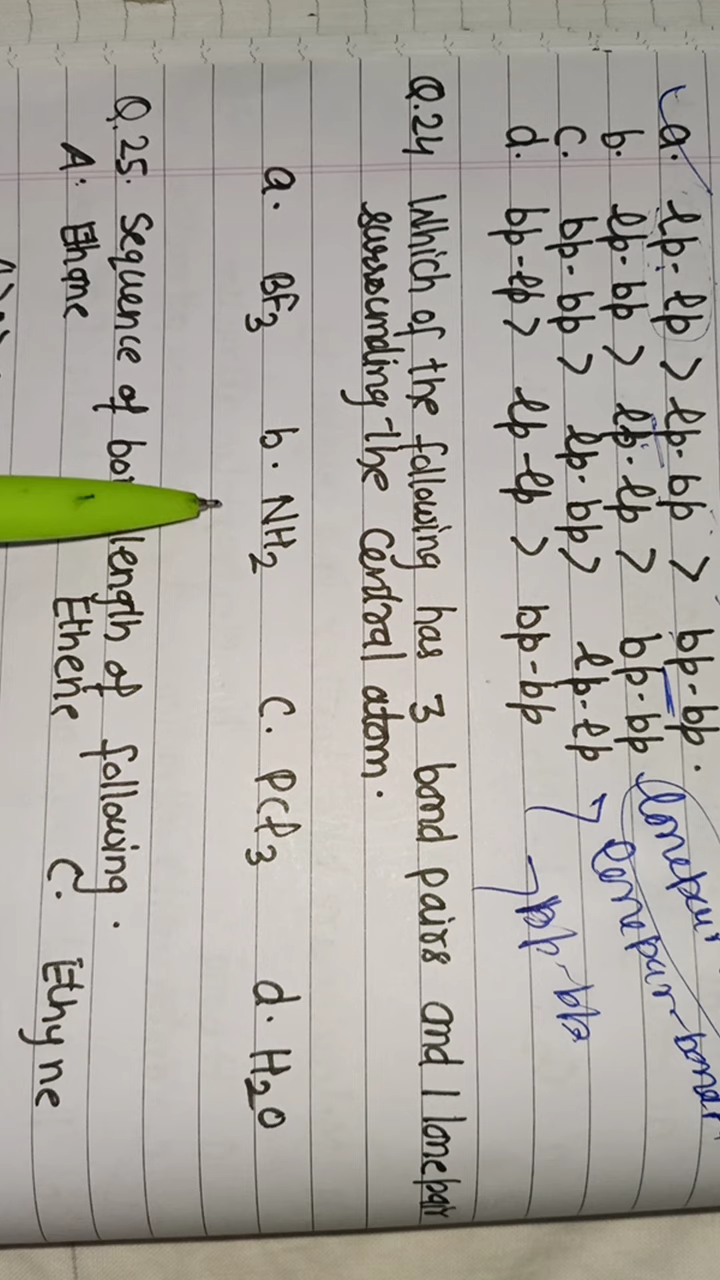 a. lp-lp > lp-bp > bp-bp.
b. lp-bp > lp-lp > bp-bp
c. bp-bp > lp-bp > lp-lp
d. bp-lp > lp-lp > bp-bp
lonepair
> lonepair-bond
> bp-bp
Q.24 Which of the following has 3 bond pairs and 1 lonepair
surrounding the central atom.
a. BF3 b. NH2 c. PCl3 d. H2O
Q.25. Sequence of length of following.
A. Ethane Ethene C. Ethyne